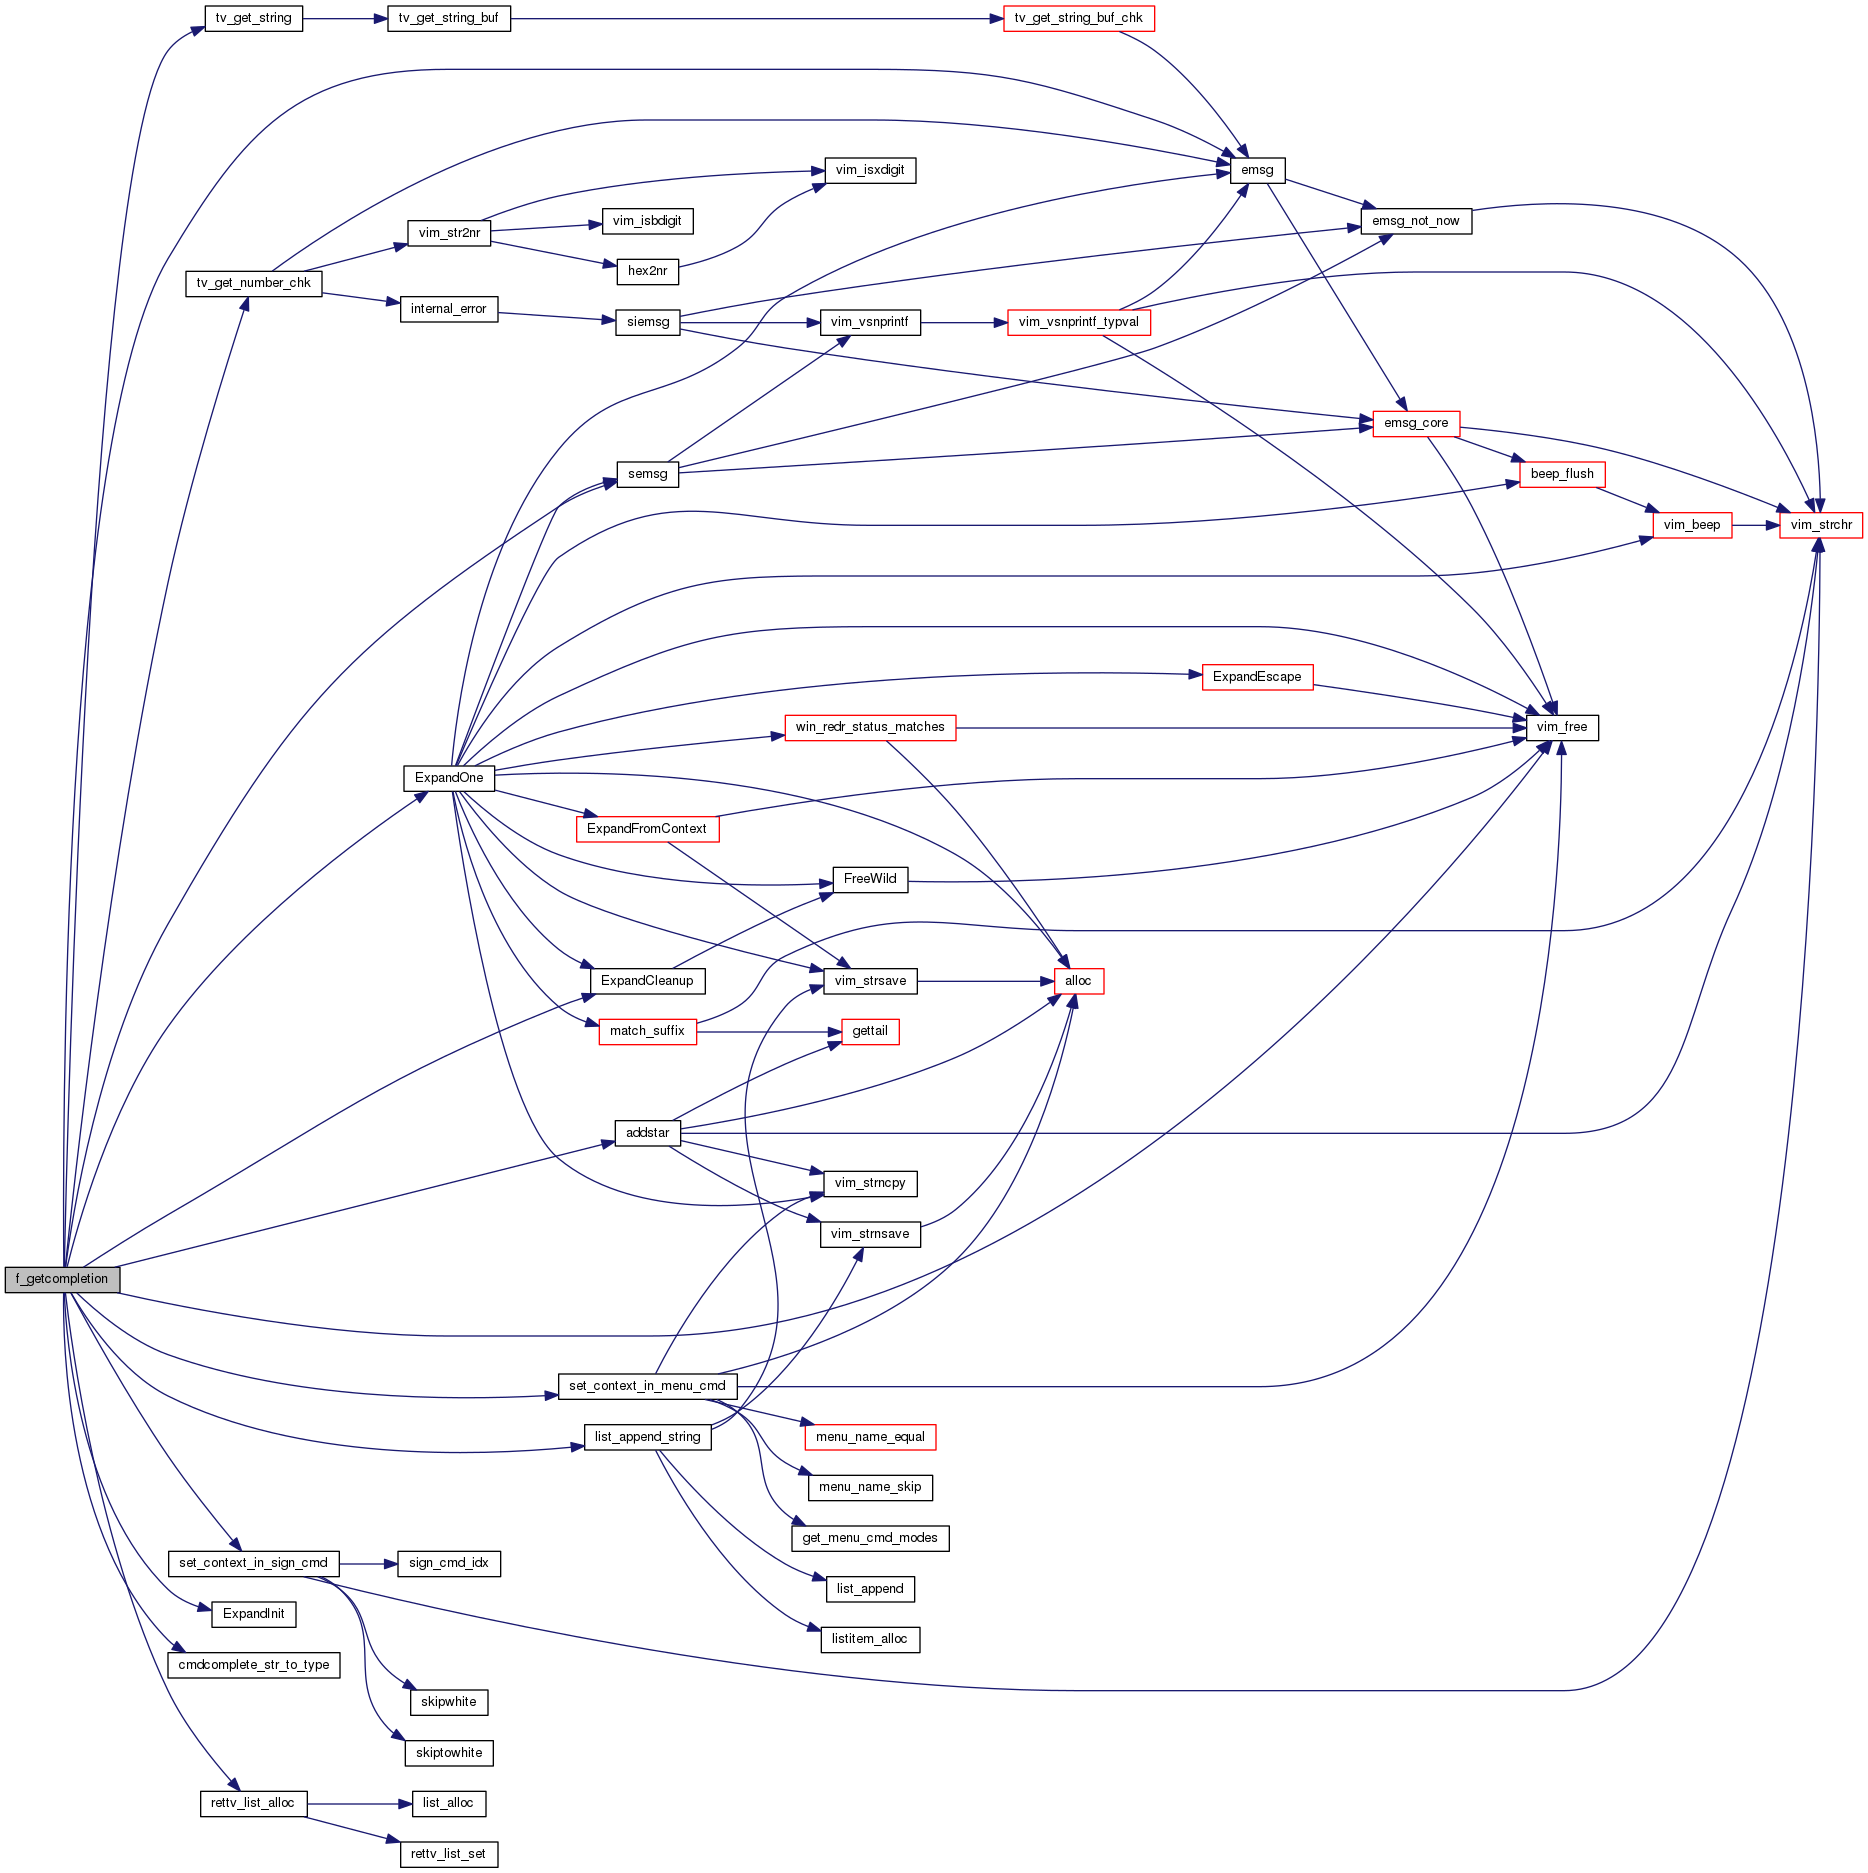 tv_get_string
tv_get_string_buf
tv_get_string_buf_chk
emsg
vim_isxdigit
vim_isbdigit
emsg_not_now
vim_str2nr
hex2nr
tv_get_number_chk
internal_error
siemsg
vim_vsnprintf
vim_vsnprintf_typval
emsg_core
semsg
beep_flush
vim_beep
vim_strchr
ExpandEscape
win_redr_status_matches
vim_free
ExpandOne
ExpandFromContext
FreeWild
ExpandCleanup
vim_strsave
alloc
match_suffix
gettail
addstar
vim_strncpy
vim_strnsave
f_getcompletion
set_context_in_menu_cmd
list_append_string
menu_name_equal
menu_name_skip
get_menu_cmd_modes
set_context_in_sign_cmd
sign_cmd_idx
list_append
ExpandInit
listitem_alloc
cmdcomplete_str_to_type
skipwhite
skiptowhite
rettv_list_alloc
list_alloc
rettv_list_set